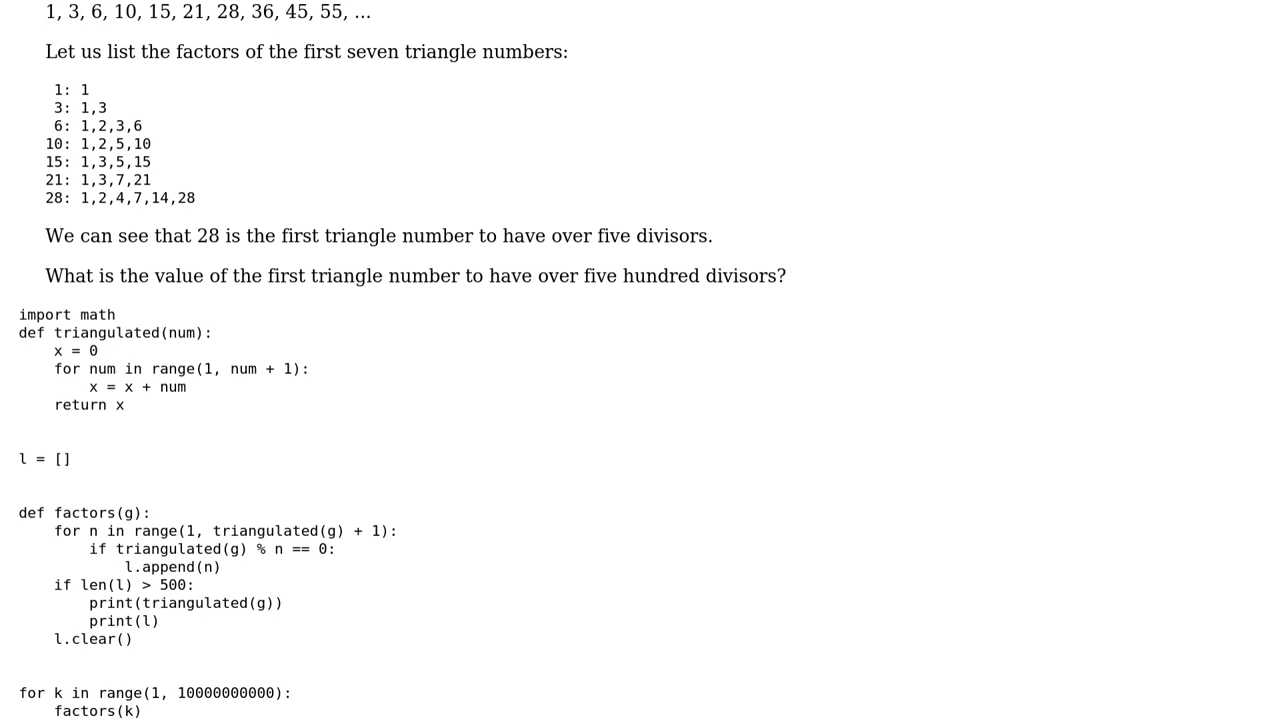 1, 3, 6, 10, 15, 21, 28, 36, 45, 55, ...
Let us list the factors of the first seven triangle numbers:
 1: 1
 3: 1,3
 6: 1,2,3,6
10: 1,2,5,10
15: 1,3,5,15
21: 1,3,7,21
28: 1,2,4,7,14,28
We can see that 28 is the first triangle number to have over five divisors.
What is the value of the first triangle number to have over five hundred divisors?
import math
def triangulated(num):
    x = 0
    for num in range(1, num + 1):
        x = x + num
    return x
l = []
def factors(g):
    for n in range(1, triangulated(g) + 1):
        if triangulated(g) % n == 0:
            l.append(n)
    if len(l) > 500:
        print(triangulated(g))
        print(l)
    l.clear()
for k in range(1, 10000000000):
    factors(k)